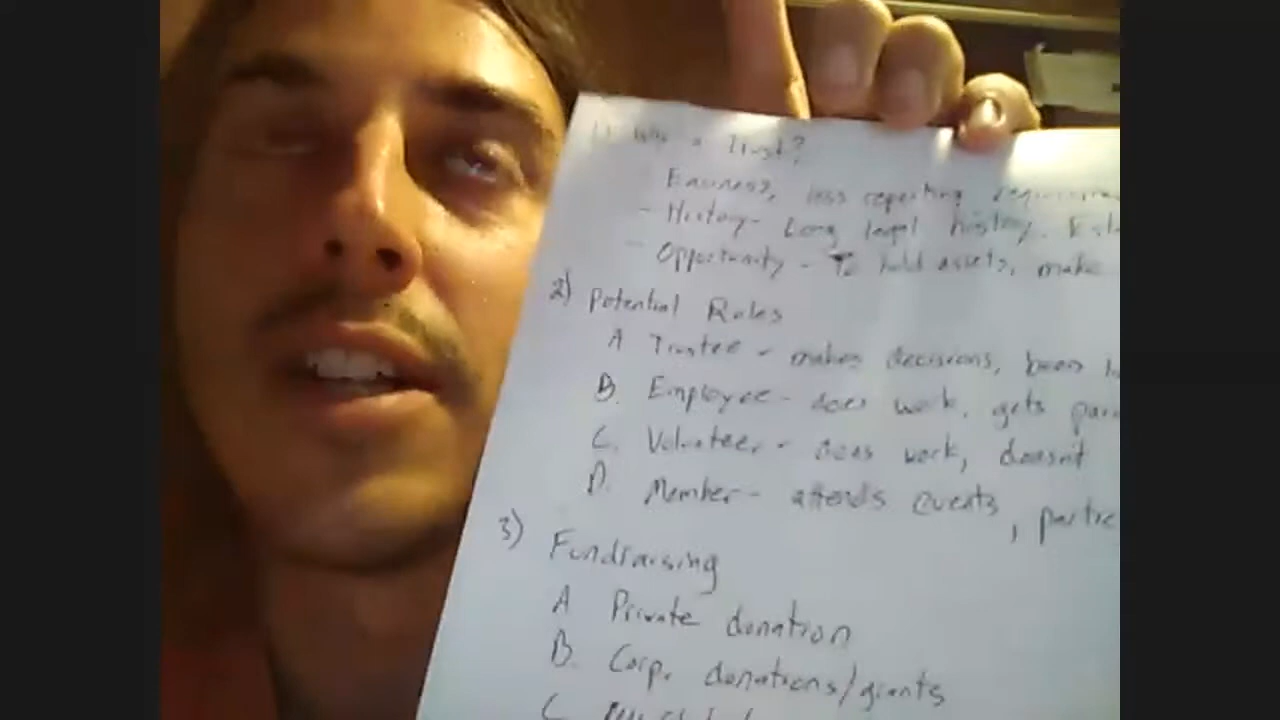 1) Why a Trust?
- Easiness, less reporting
- History - Long legal history.
- Opportunity - To hold assets, make
2) Potential Roles
A Trustee - makes decisions,
B. Employee - does work, gets
C. Volunteer - does work, doesn't
D. Member - attends events,
3) Fundraising
A Private donation
B. Corp. donations/grants
C